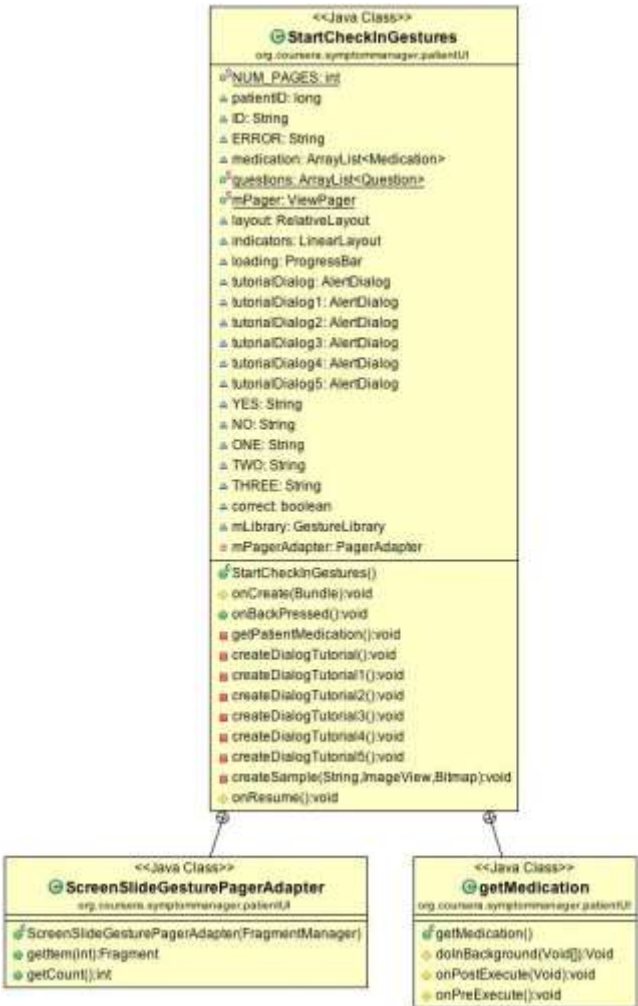 <<Java Class>>
StartCheckInGestures
org.coursera.symptommanager.patientUI
NUM_PAGES: int
patientID: long
ID: String
ERROR: String
medication: ArrayList<Medication>
questions: ArrayList<Question>
mPager: ViewPager
layout: RelativeLayout
indicators: LinearLayout
loading: ProgressBar
tutorialDialog: AlertDialog
tutorialDialog1: AlertDialog
tutorialDialog2: AlertDialog
tutorialDialog3: AlertDialog
tutorialDialog4: AlertDialog
tutorialDialog5: AlertDialog
YES: String
NO: String
ONE: String
TWO: String
THREE: String
correct: boolean
mLibrary: GestureLibrary
mPagerAdapter: PagerAdapter
StartCheckInGestures()
onCreate(Bundle):void
onBackPressed():void
getPatientMedication():void
createDialogTutorial():void
createDialogTutorial1():void
createDialogTutorial2():void
createDialogTutorial3():void
createDialogTutorial4():void
createDialogTutorial5():void
createSample(String,ImageView,Bitmap):void
onResume():void
<<Java Class>>
ScreenSlideGesturePagerAdapter
org.coursera.symptommanager.patientUI
ScreenSlideGesturePagerAdapter(FragmentManager)
getItem(int):Fragment
getCount():int
<<Java Class>>
getMedication
org.coursera.symptommanager.patientUI
getMedication()
doInBackground(Void[]):Void
onPostExecute(Void):void
onPreExecute():void